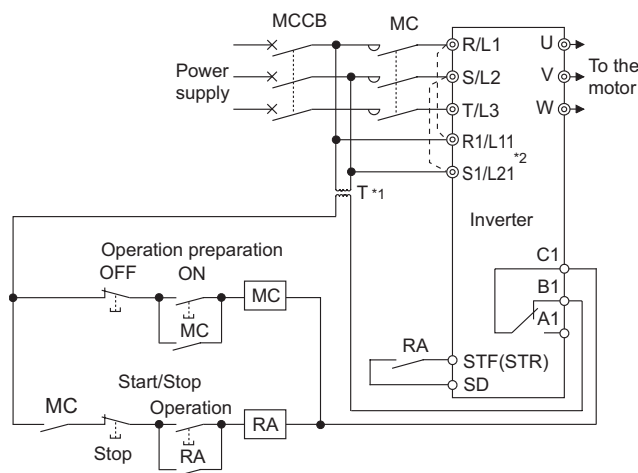 MCCB
MC
R/L1
U
Power
supply
S/L2
V
To the
motor
T/L3
W
R1/L11
*2
S1/L21
T *1
Inverter
Operation preparation
OFF
ON
MC
MC
C1
B1
A1
RA
STF(STR)
SD
Start/Stop
MC
Operation
RA
Stop
RA